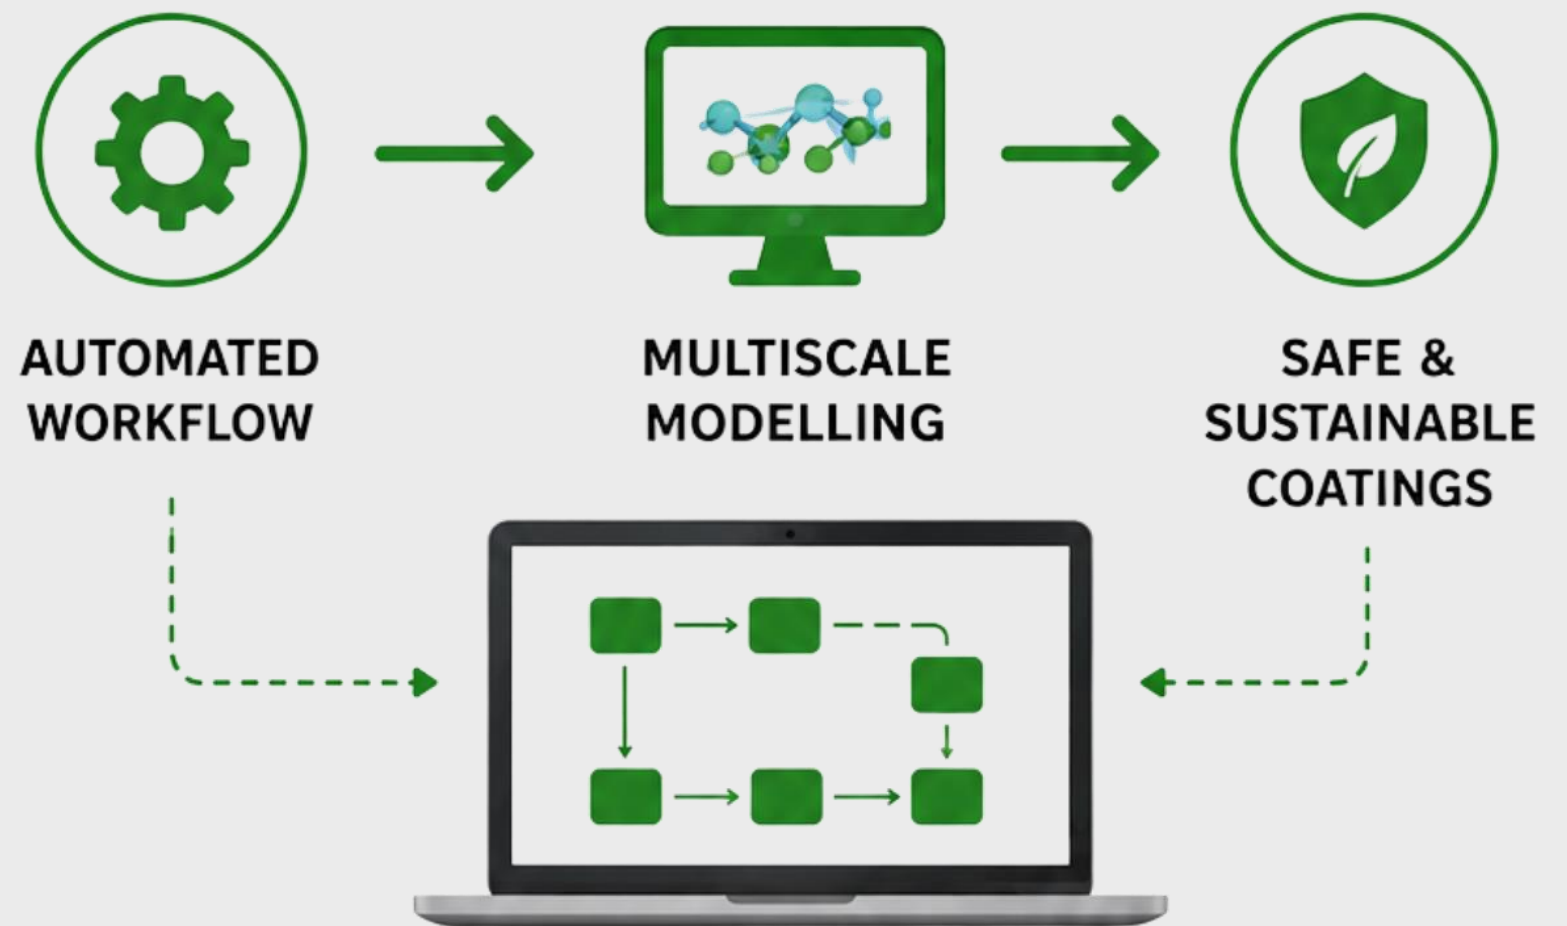 AUTOMATED
WORKFLOW
MULTISCALE
MODELLING
SAFE &
SUSTAINABLE
COATINGS